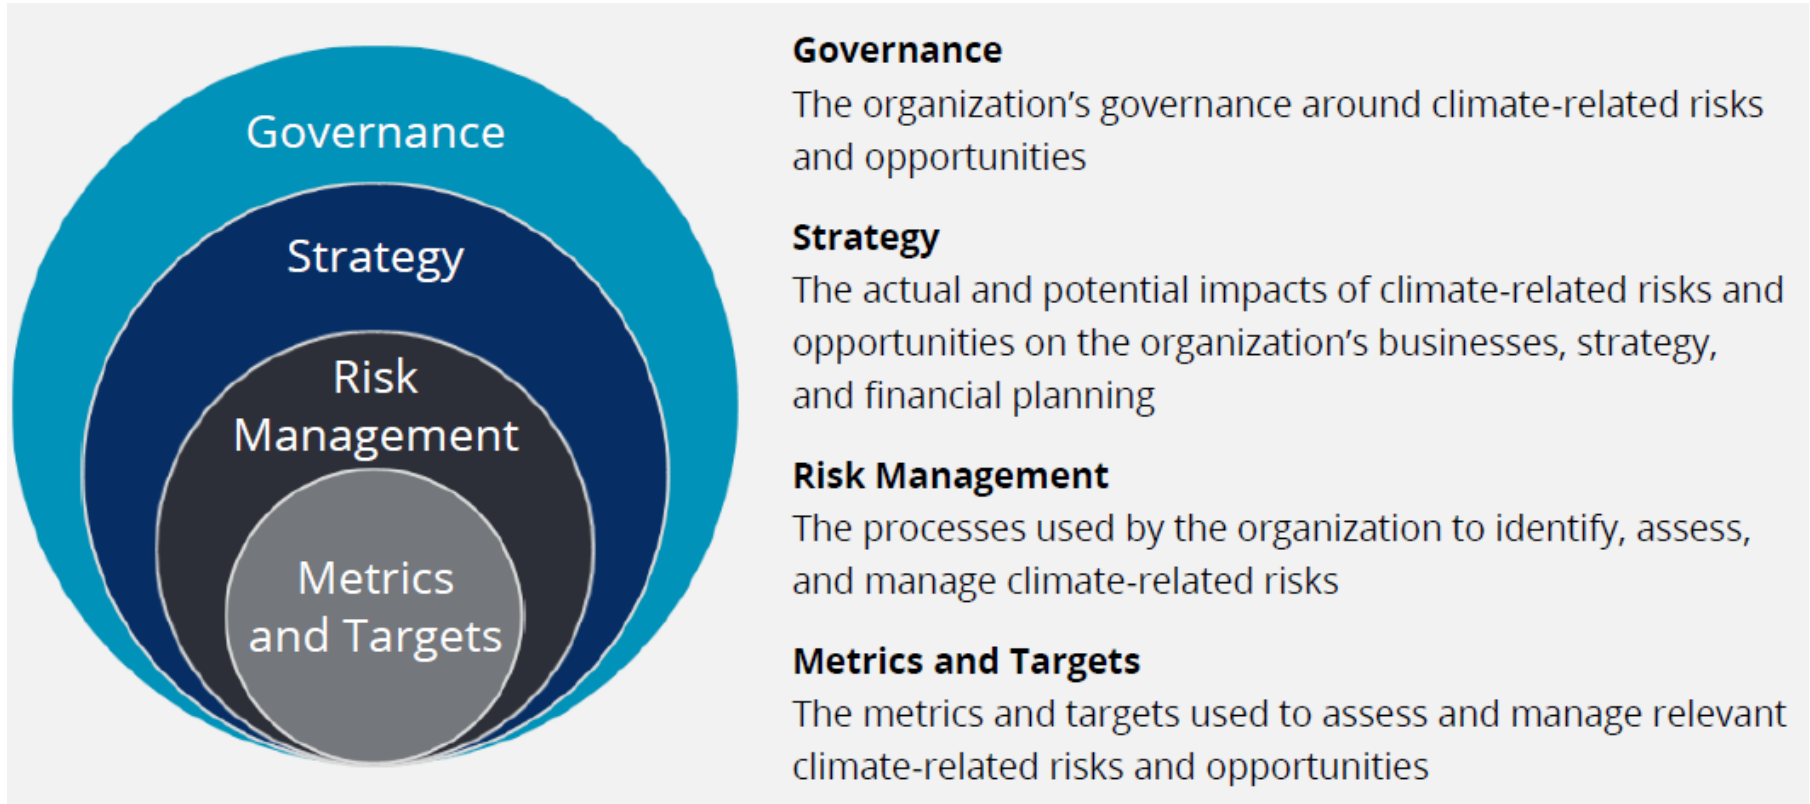 Governance
Strategy
Risk
Management
Metrics
and Targets
Governance
The organization’s governance around climate-related risks
and opportunities
Strategy
The actual and potential impacts of climate-related risks and
opportunities on the organization’s businesses, strategy,
and financial planning
Risk Management
The processes used by the organization to identify, assess,
and manage climate-related risks
Metrics and Targets
The metrics and targets used to assess and manage relevant
climate-related risks and opportunities